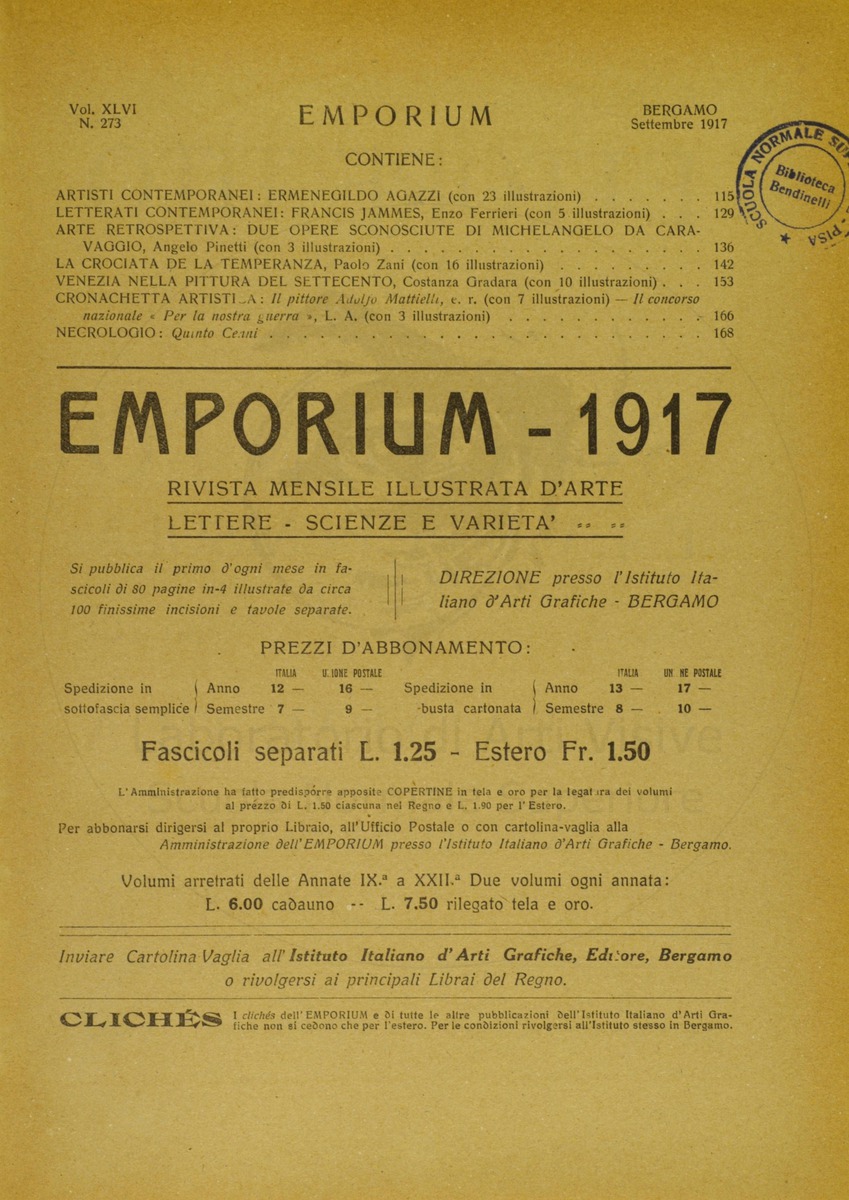 Vol. XLVI
N. 273
EMPORIUM
BERGAMO
Settembre 1917
CONTIENE:
ARTISTI CONTEMPORANEI: ERMENEGILDO AGAZZI (con 23 illustrazioni) . . . . . . . 115
LETTERATI CONTEMPORANEI: FRANCIS JAMMES, Enzo Ferrieri (con 5 illustrazioni) . . . 129
ARTE RETROSPETTIVA: DUE OPERE SCONOSCIUTE DI MICHELANGELO DA CARA-
VAGGIO, Angelo Pinetti (con 3 illustrazioni) . . . . . . . . . . . . . . . . 136
LA CROCIATA DE LA TEMPERANZA, Paolo Zani (con 16 illustrazioni) . . . . . . . . 142
VENEZIA NELLA PITTURA DEL SETTECENTO, Costanza Gradara (con 10 illustrazioni) . . . 153
CRONACHETTA ARTISTICA: Il pittore Adolfo Mattielli, e. r. (con 7 illustrazioni) — Il concorso
nazionale « Per la nostra guerra », L. A. (con 3 illustrazioni) . . . . . . . . . . 166
NECROLOGIO: Quinto Cenni . . . . . . . . . . . . . . . . . . . . . . . 168
SCUOLA NORMALE SUP
PISA
Biblioteca
Bendinelli
EMPORIUM - 1917
RIVISTA MENSILE ILLUSTRATA D'ARTE
LETTERE - SCIENZE E VARIETA'
Si pubblica il primo d'ogni mese in fa-
scicoli di 80 pagine in-4 illustrate da circa
100 finissime incisioni e tavole separate.
DIREZIONE presso l'Istituto Ita-
liano d'Arti Grafiche - BERGAMO
PREZZI D'ABBONAMENTO:
ITALIA UNIONE POSTALE ITALIA UNIONE POSTALE
Spedizione in Anno 12 — 16 — Spedizione in Anno 13 — 17 —
sottofascia semplice Semestre 7 — 9 — busta cartonata Semestre 8 — 10 —
Fascicoli separati L. 1.25 - Estero Fr. 1.50
L'Amministrazione ha fatto predisporre apposite COPERTINE in tela e oro per la legatura dei volumi
al prezzo di L. 1.50 ciascuna nel Regno e L. 1.90 per l'Estero.
Per abbonarsi dirigersi al proprio Libraio, all'Ufficio Postale o con cartolina-vaglia alla
Amministrazione dell'EMPORIUM presso l'Istituto Italiano d'Arti Grafiche - Bergamo.
Volumi arretrati delle Annate IX.ª a XXII.ª Due volumi ogni annata:
L. 6.00 cadauno -- L. 7.50 rilegato tela e oro.
Inviare Cartolina Vaglia all'Istituto Italiano d'Arti Grafiche, Editore, Bergamo
o rivolgersi ai principali Librai del Regno.
CLICHÉS
I clichés dell'EMPORIUM e di tutte le altre pubblicazioni dell'Istituto Italiano d'Arti Gra-
fiche non si cedono che per l'estero. Per le condizioni rivolgersi all'Istituto stesso in Bergamo.